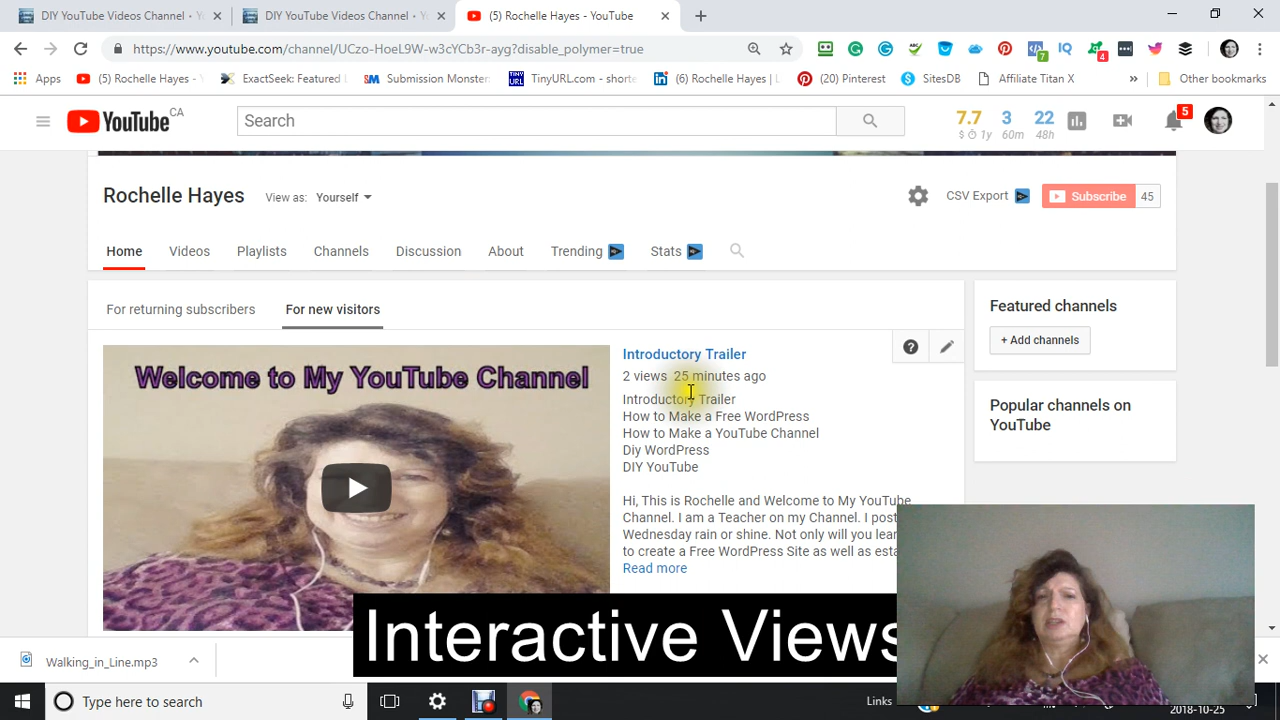 DIY YouTube Videos Channel
DIY YouTube Videos Channel
(5) Rochelle Hayes - YouTube
https://www.youtube.com/channel/UCzo-HoeL9W-w3cYCb3r-ayg?disable_polymer=true
7
4
Apps
(5) Rochelle Hayes -
ExactSeek: Featured
Submission Monster
TinyURL.com - short
(6) Rochelle Hayes |
(20) Pinterest
SitesDB
Affiliate Titan X
»
Other bookmarks
YouTube CA
Search
7.7 3 22
$ 1y 60m 48h
5
Rochelle Hayes
View as: Yourself
CSV Export
Subscribe 45
Home
Videos
Playlists
Channels
Discussion
About
Trending
Stats
For returning subscribers
For new visitors
Featured channels
+ Add channels
Popular channels on
YouTube
Welcome to My YouTube Channel
Introductory Trailer
2 views 25 minutes ago
Introductory Trailer
How to Make a Free WordPress
How to Make a YouTube Channel
Diy WordPress
DIY YouTube
Hi, This is Rochelle and Welcome to My YouTube
Channel. I am a Teacher on my Channel. I post
Wednesday rain or shine. Not only will you
to create a Free WordPress Site as well as
Read more
Interactive Views
Walking_in_Line.mp3
Type here to search
Links
2018-10-25